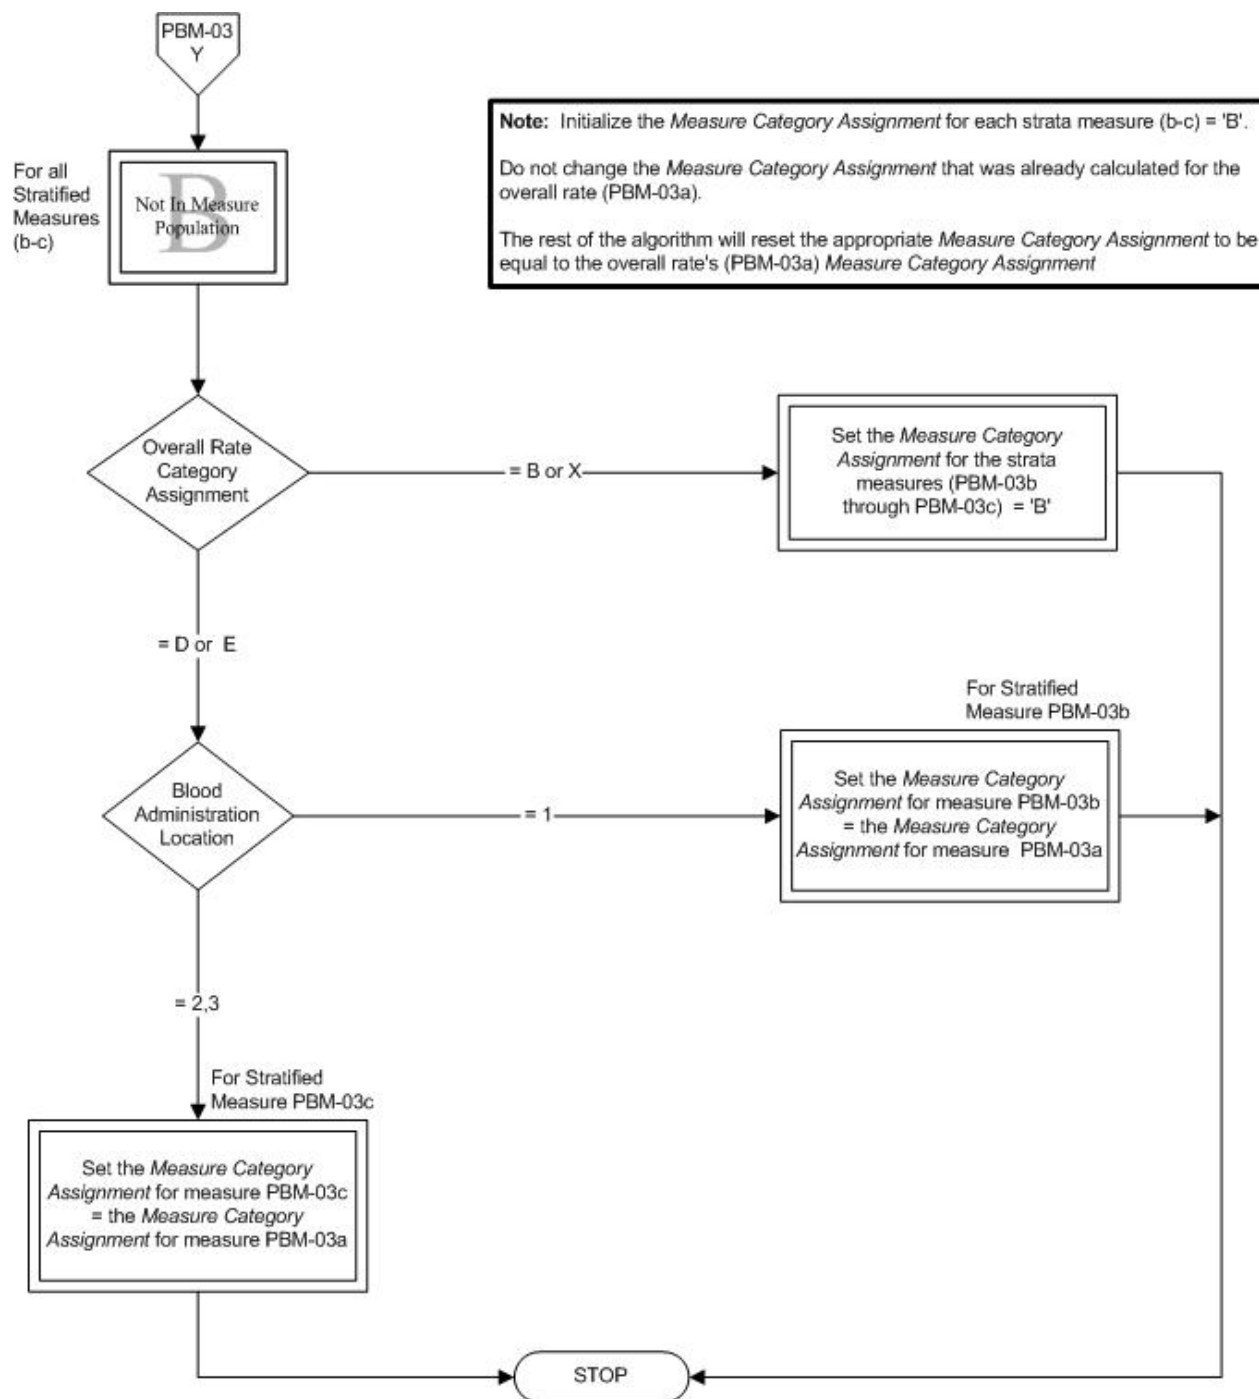 PBM-03
Y
Note: Initialize the Measure Category Assignment for each strata measure (b-c) = 'B'.
Do not change the Measure Category Assignment that was already calculated for the
overall rate (PBM-03a).
The rest of the algorithm will reset the appropriate Measure Category Assignment to be
equal to the overall rate's (PBM-03a) Measure Category Assignment
For all
Stratified
Measures
(b-c)
B
Not In Measure
Population
Overall Rate
Category
Assignment
= B or X
Set the Measure Category
Assignment for the strata
measures (PBM-03b
through PBM-03c) = 'B'
= D or E
For Stratified
Measure PBM-03b
Blood
Administration
Location
= 1
Set the Measure Category
Assignment for measure PBM-03b
= the Measure Category
Assignment for measure PBM-03a
= 2,3
For Stratified
Measure PBM-03c
Set the Measure Category
Assignment for measure PBM-03c
= the Measure Category
Assignment for measure PBM-03a
STOP